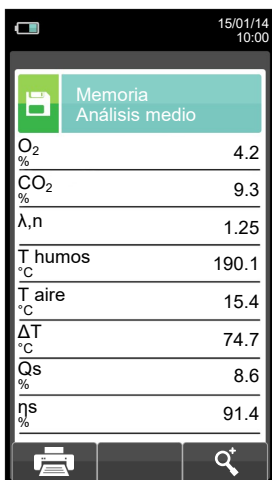 15/01/14
10:00
Memoria
Análisis medio
O₂
%
4.2
CO₂
%
9.3
λ,n
1.25
T humos
°C
190.1
T aire
°C
15.4
ΔT
°C
74.7
Qs
%
8.6
ηs
%
91.4